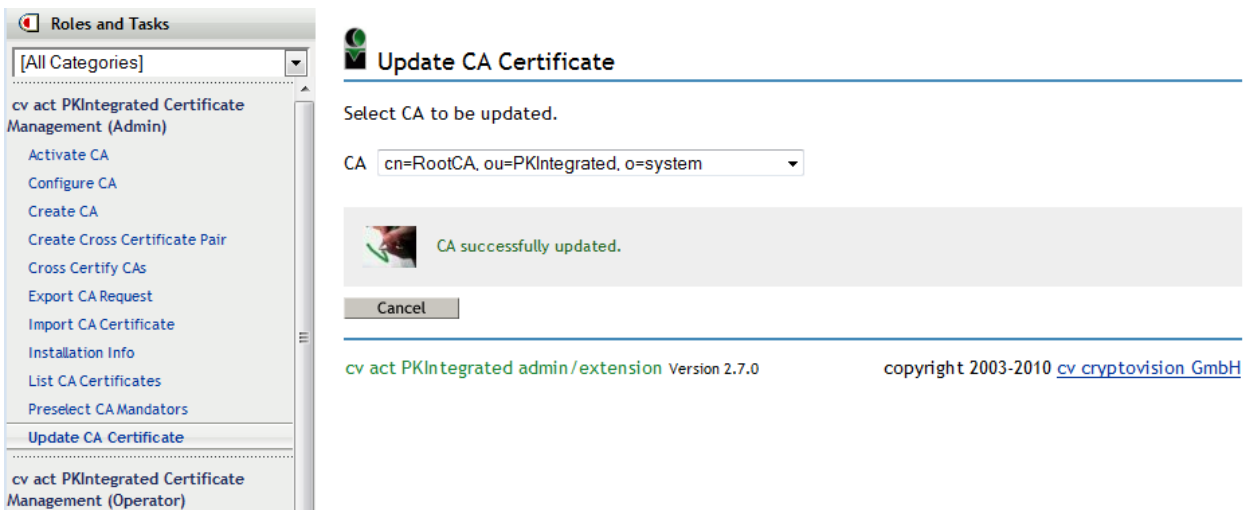 Roles and Tasks
[All Categories]
cv act PKIntegrated Certificate
Management (Admin)
Activate CA
Configure CA
Create CA
Create Cross Certificate Pair
Cross Certify CAs
Export CA Request
Import CA Certificate
Installation Info
List CA Certificates
Preselect CA Mandators
Update CA Certificate
cv act PKIntegrated Certificate
Management (Operator)
Update CA Certificate
Select CA to be updated.
CA cn=RootCA, ou=PKIntegrated, o=system
CA successfully updated.
Cancel
cv act PKIntegrated admin/extension Version 2.7.0 copyright 2003-2010 cv cryptovision GmbH